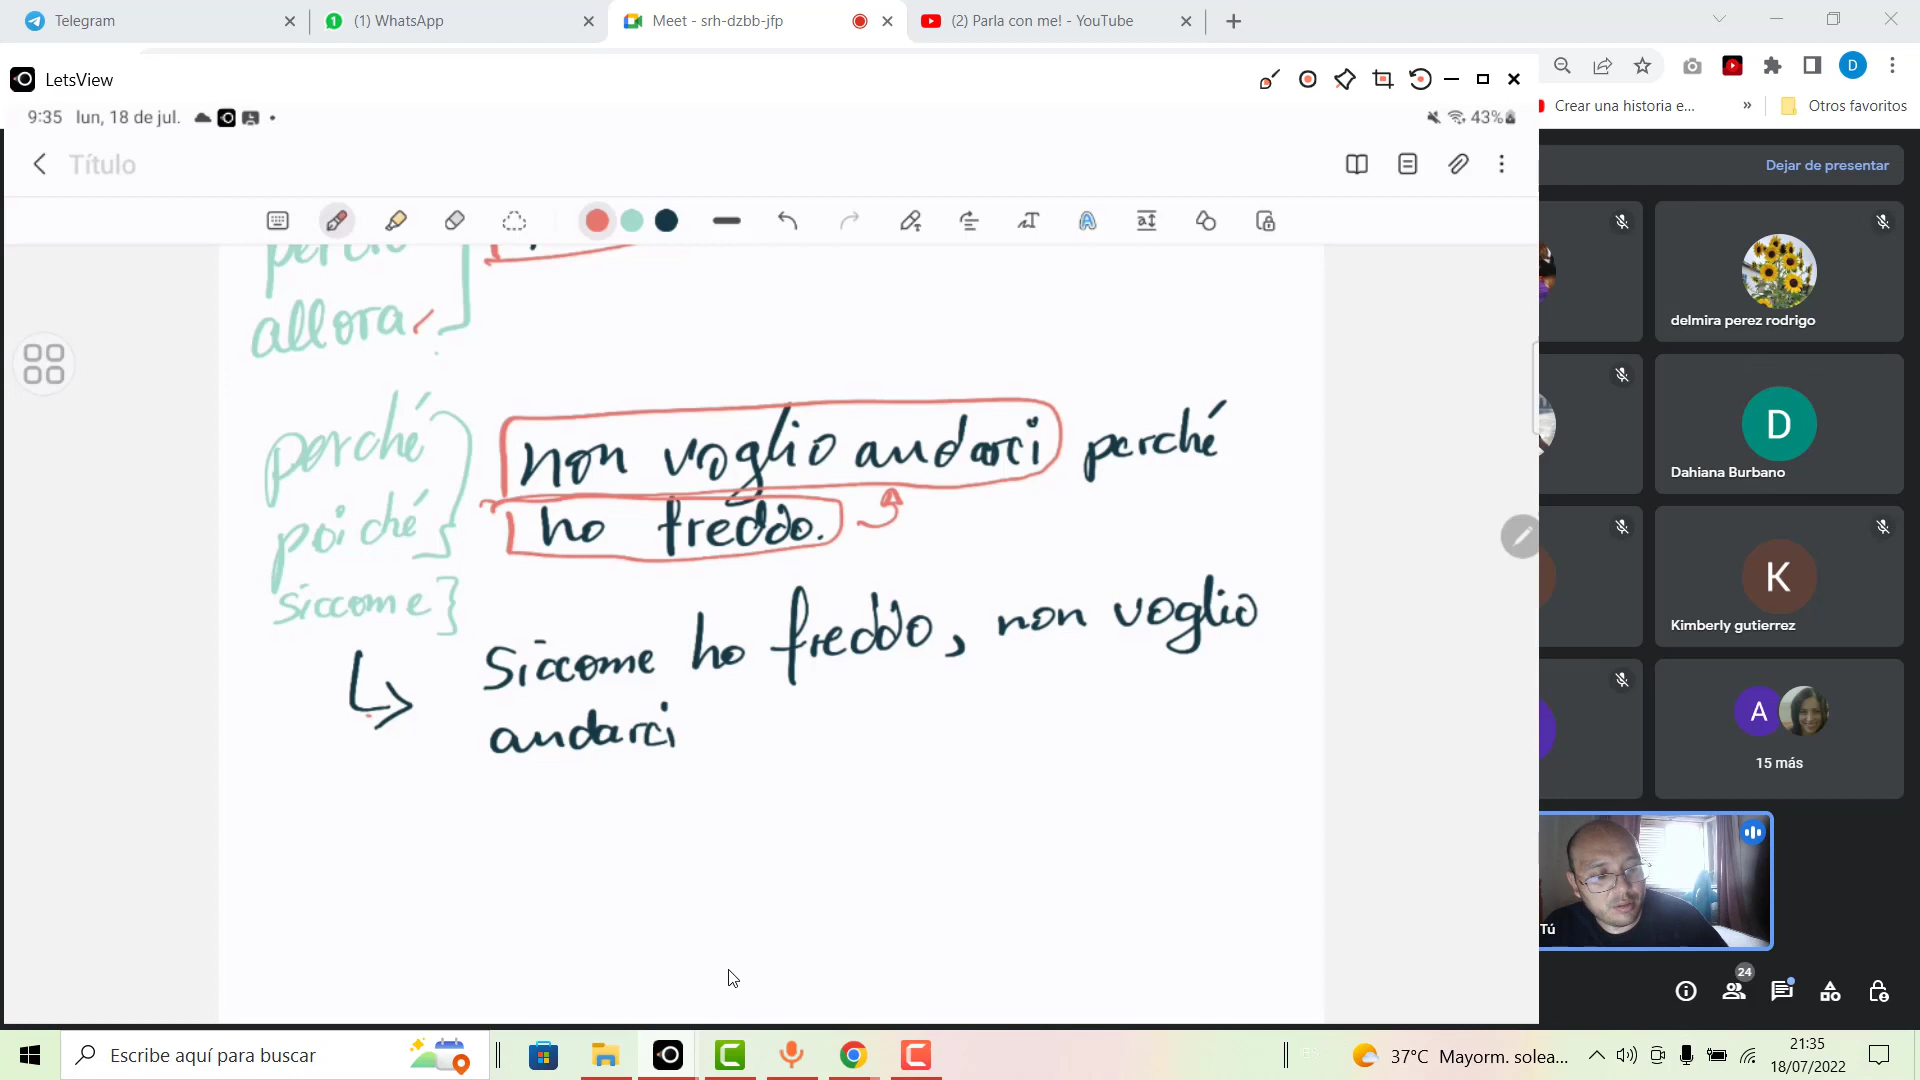 Telegram
(1) WhatsApp
Meet - srh-dzbb-jfp
(2) Parla con me! - YouTube
LetsView
D
Crear una historia e...
»
Otros favoritos
9:35 lun, 18 de jul.
43%
Título
Dejar de presentar
perciò
allora
perché
poiché
siccome]
non voglio andarci perché
ho freddo.
Siccome ho freddo, non voglio
andarci
delmira perez rodrigo
D
Dahiana Burbano
K
Kimberly gutierrez
A
15 más
Tú
24
Escribe aquí para buscar
37°C Mayorm. solea...
21:35
18/07/2022